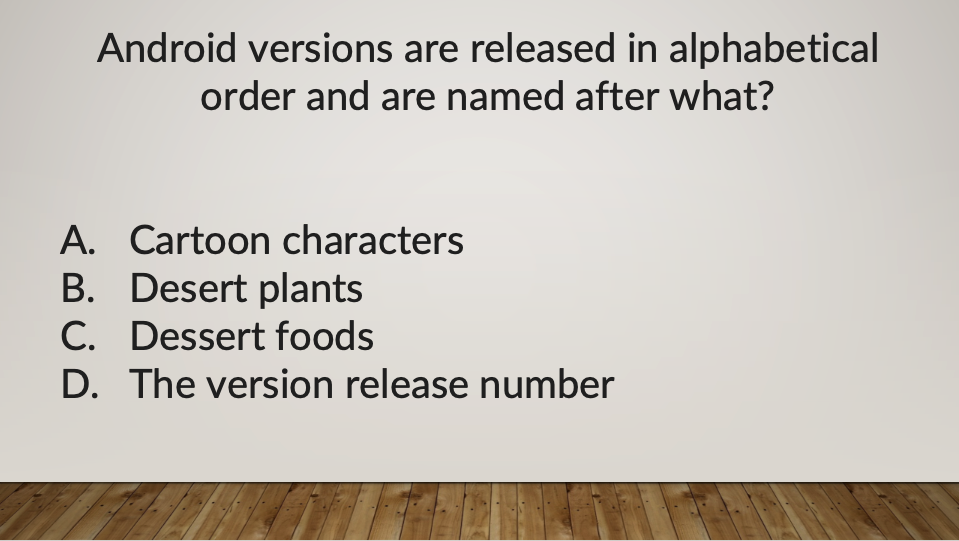 Android versions are released in alphabetical
order and are named after what?
A. Cartoon characters
B. Desert plants
C. Dessert foods
D. The version release number